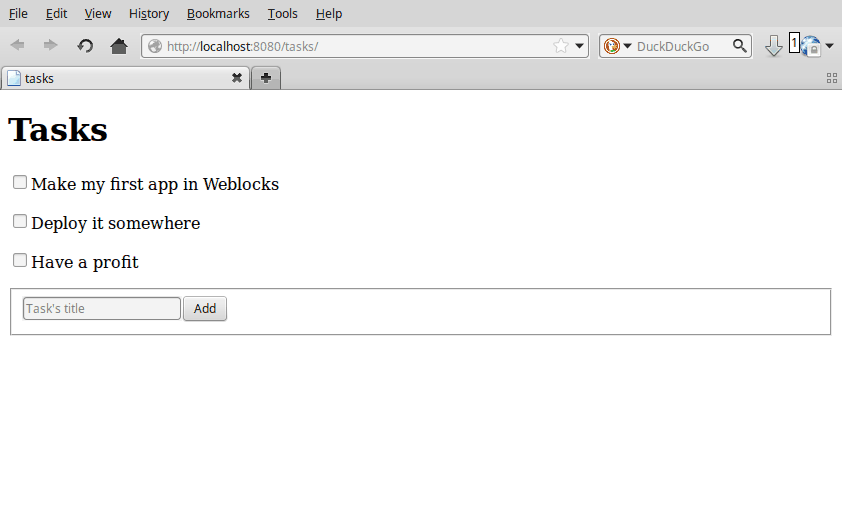 File Edit View History Bookmarks Tools Help
http://localhost:8080/tasks/ DuckDuckGo 1
tasks
Tasks
Make my first app in Weblocks
Deploy it somewhere
Have a profit
Task's title Add